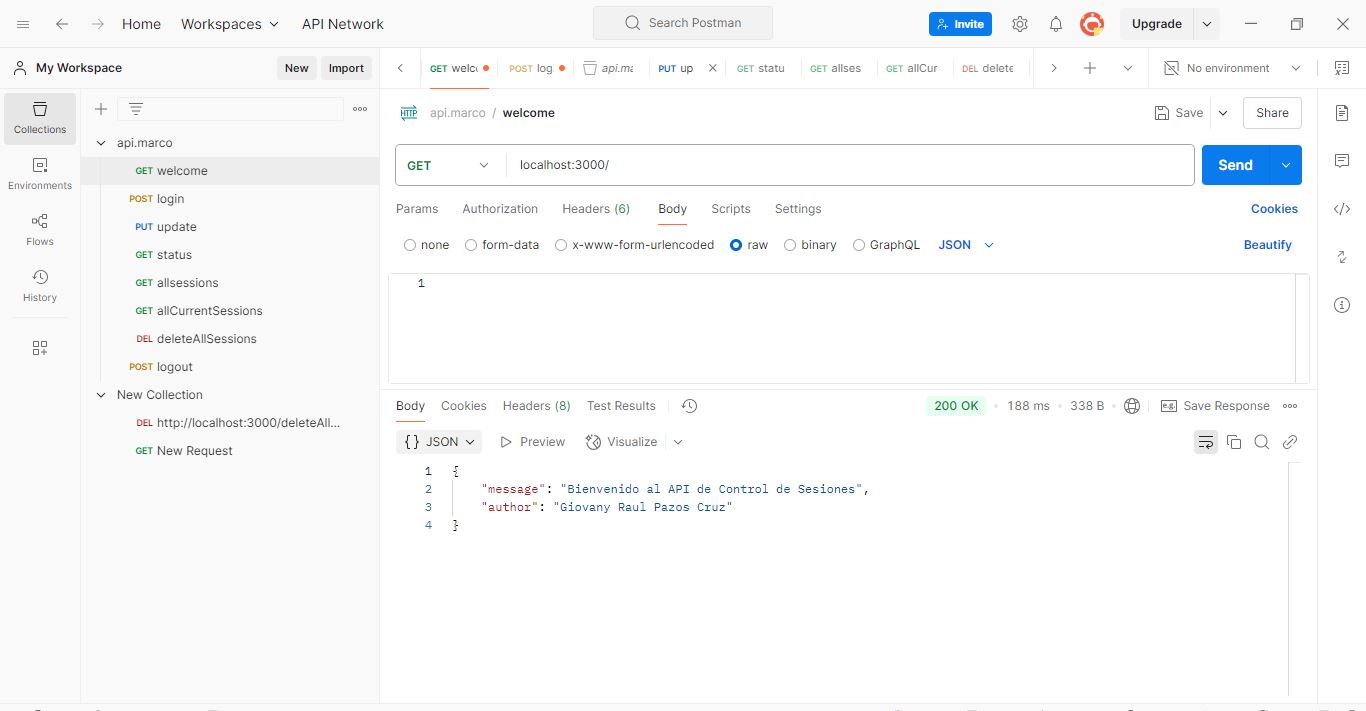 Home Workspaces API Network Search Postman Invite Upgrade
My Workspace New Import GET welc POST log api.ma PUT up GET statu GET allses GET allCur DEL delete No environment
Collections
Environments
Flows
History
api.marco
GET welcome
POST login
PUT update
GET status
GET allsessions
GET allCurrentSessions
DEL deleteAllSessions
POST logout
New Collection
DEL http://localhost:3000/deleteAll...
GET New Request
HTTP api.marco / welcome Save Share
GET localhost:3000/ Send
Params Authorization Headers (6) Body Scripts Settings Cookies
none form-data x-www-form-urlencoded raw binary GraphQL JSON Beautify
1
Body Cookies Headers (8) Test Results 200 OK • 188 ms • 338 B • e.g. Save Response
{} JSON Preview Visualize
1 {
2 "message": "Bienvenido al API de Control de Sesiones",
3 "author": "Giovany Raul Pazos Cruz"
4 }